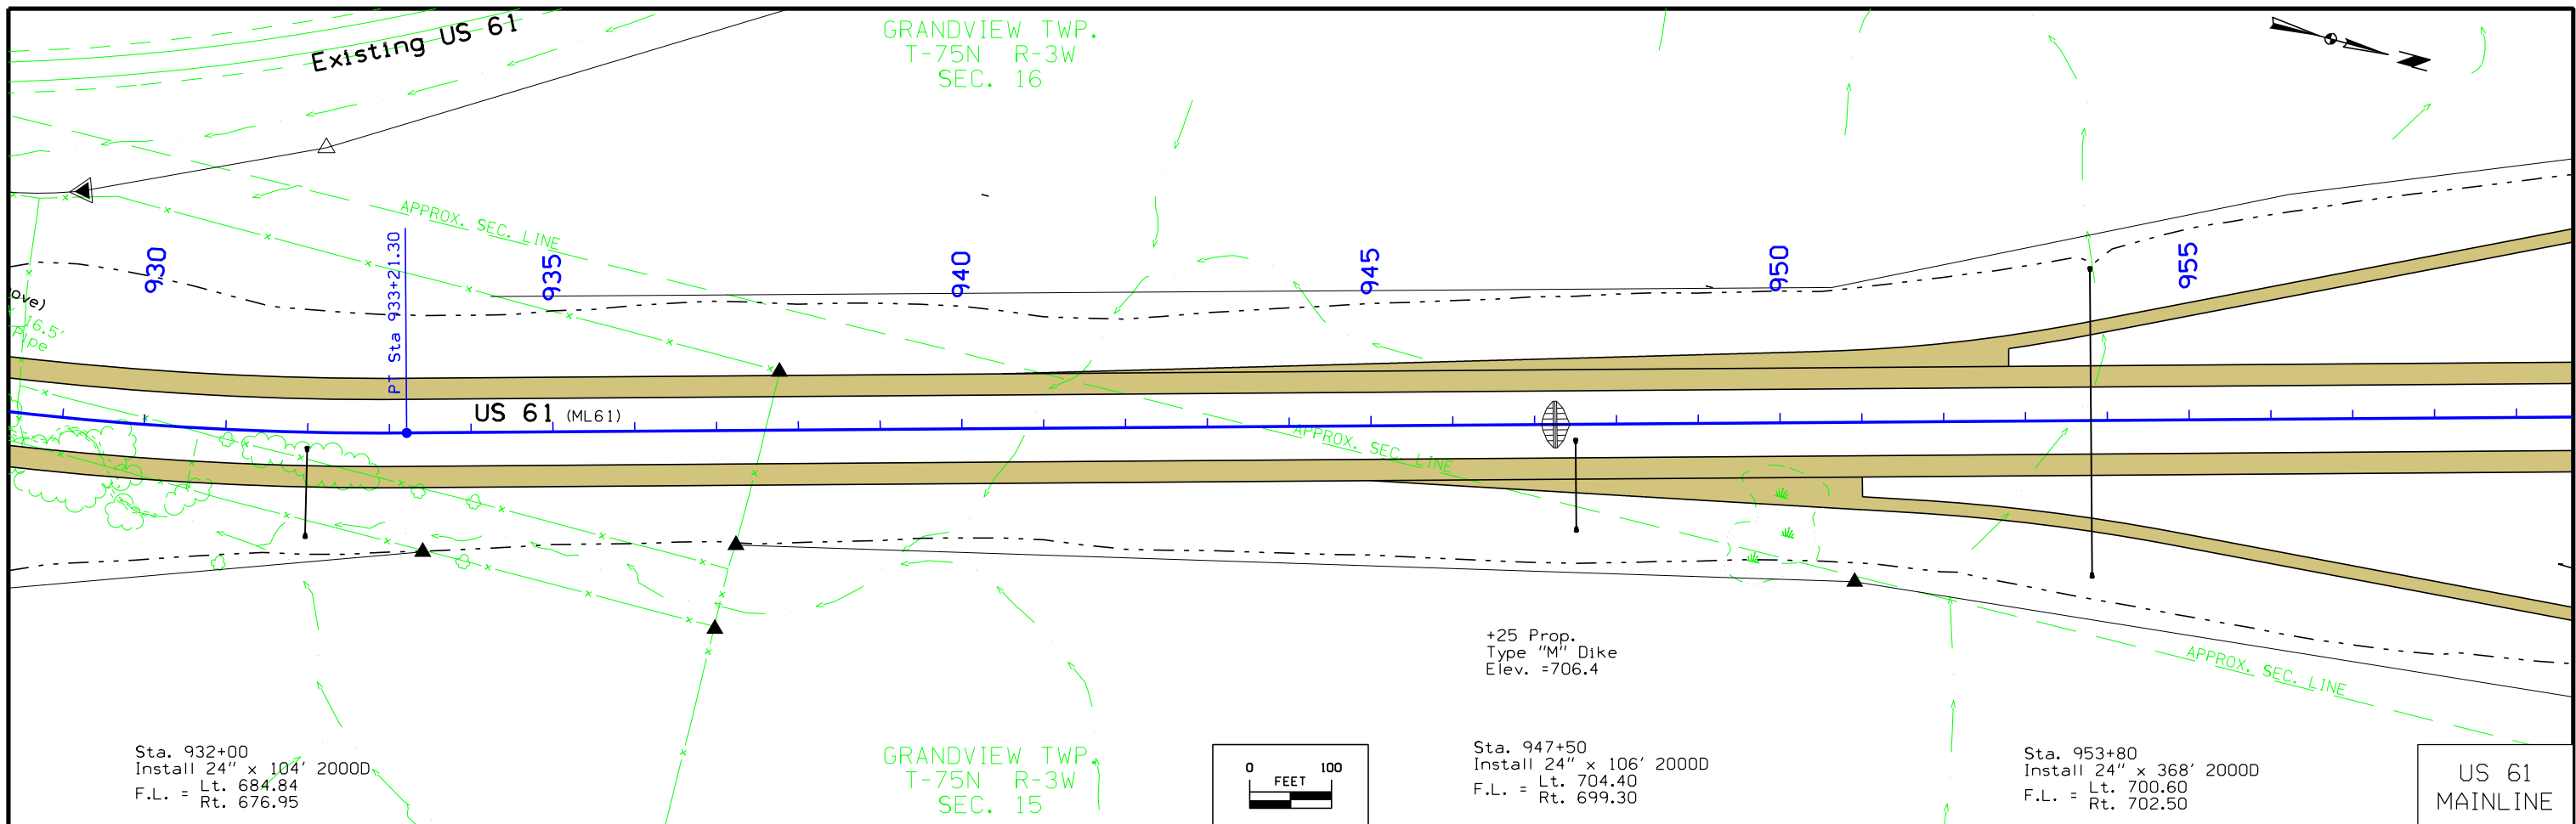 Existing US 61
GRANDVIEW TWP.
T-75N R-3W
SEC. 16
N
APPROX. SEC. LINE
930
PT Sta 933+21.30
935
940
945
950
955
ove)
16.5'
Pipe
US 61 (ML61)
APPROX. SEC. LINE
+25 Prop.
Type "M" Dike
Elev. =706.4
APPROX. SEC. LINE
Sta. 932+00
Install 24" x 104' 2000D
F.L. = Lt. 684.84
Rt. 676.95
GRANDVIEW TWP.
T-75N R-3W
SEC. 15
0 100
FEET
Sta. 947+50
Install 24" x 106' 2000D
F.L. = Lt. 704.40
Rt. 699.30
Sta. 953+80
Install 24" x 368' 2000D
F.L. = Lt. 700.60
Rt. 702.50
US 61
MAINLINE